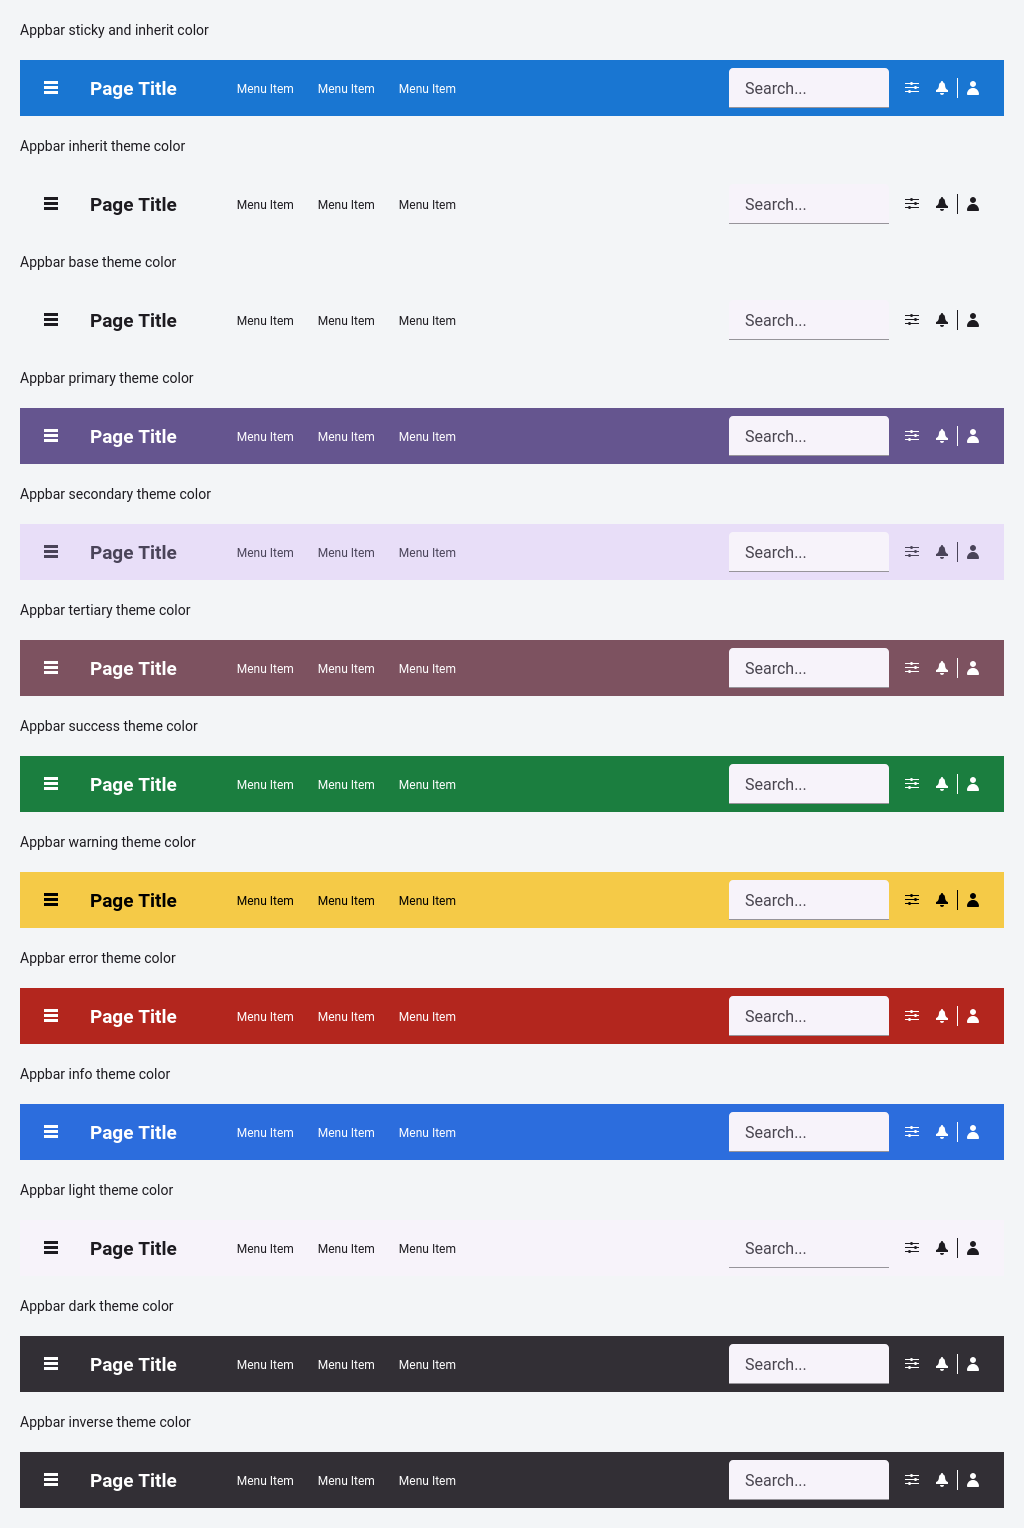 Appbar sticky and inherit color
Page Title Menu Item Menu Item Menu Item Search...
Appbar inherit theme color
Page Title Menu Item Menu Item Menu Item Search...
Appbar base theme color
Page Title Menu Item Menu Item Menu Item Search...
Appbar primary theme color
Page Title Menu Item Menu Item Menu Item Search...
Appbar secondary theme color
Page Title Menu Item Menu Item Menu Item Search...
Appbar tertiary theme color
Page Title Menu Item Menu Item Menu Item Search...
Appbar success theme color
Page Title Menu Item Menu Item Menu Item Search...
Appbar warning theme color
Page Title Menu Item Menu Item Menu Item Search...
Appbar error theme color
Page Title Menu Item Menu Item Menu Item Search...
Appbar info theme color
Page Title Menu Item Menu Item Menu Item Search...
Appbar light theme color
Page Title Menu Item Menu Item Menu Item Search...
Appbar dark theme color
Page Title Menu Item Menu Item Menu Item Search...
Appbar inverse theme color
Page Title Menu Item Menu Item Menu Item Search...